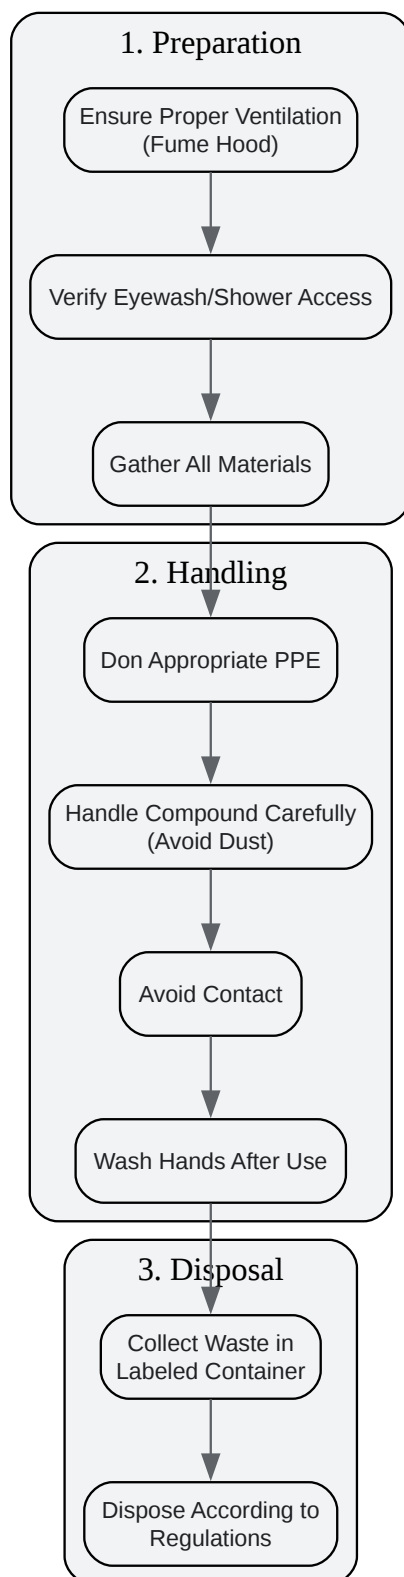 1. Preparation
Ensure Proper Ventilation
(Fume Hood)
Verify Eyewash/Shower Access
Gather All Materials
2. Handling
Don Appropriate PPE
Handle Compound Carefully
(Avoid Dust)
Avoid Contact
Wash Hands After Use
3. Disposal
Collect Waste in
Labeled Container
Dispose According to
Regulations